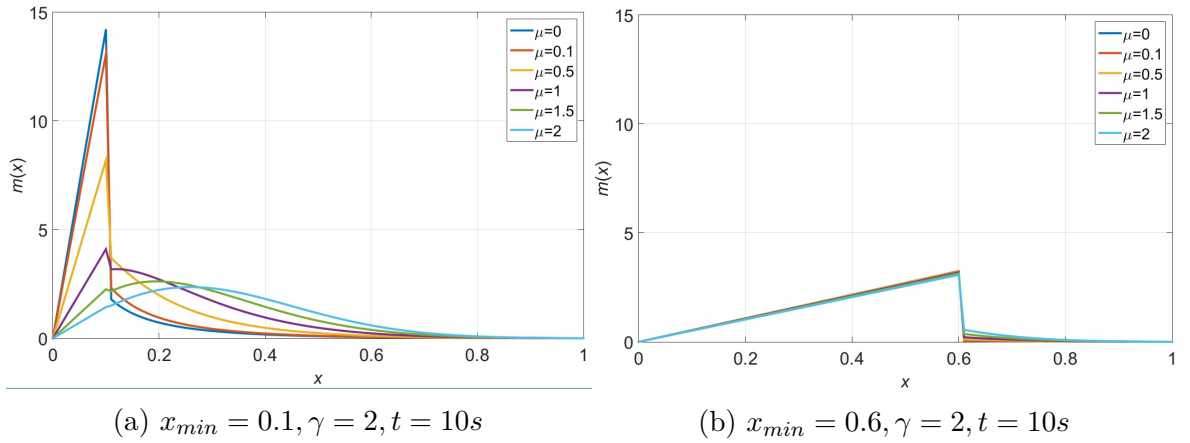 15
10
5
0
m(x)
0
0.2
0.4
0.6
0.8
1
x
μ=0
μ=0.1
μ=0.5
μ=1
μ=1.5
μ=2
(a) x_min = 0.1, γ = 2, t = 10s
15
10
5
0
m(x)
0
0.2
0.4
0.6
0.8
1
x
μ=0
μ=0.1
μ=0.5
μ=1
μ=1.5
μ=2
(b) x_min = 0.6, γ = 2, t = 10s